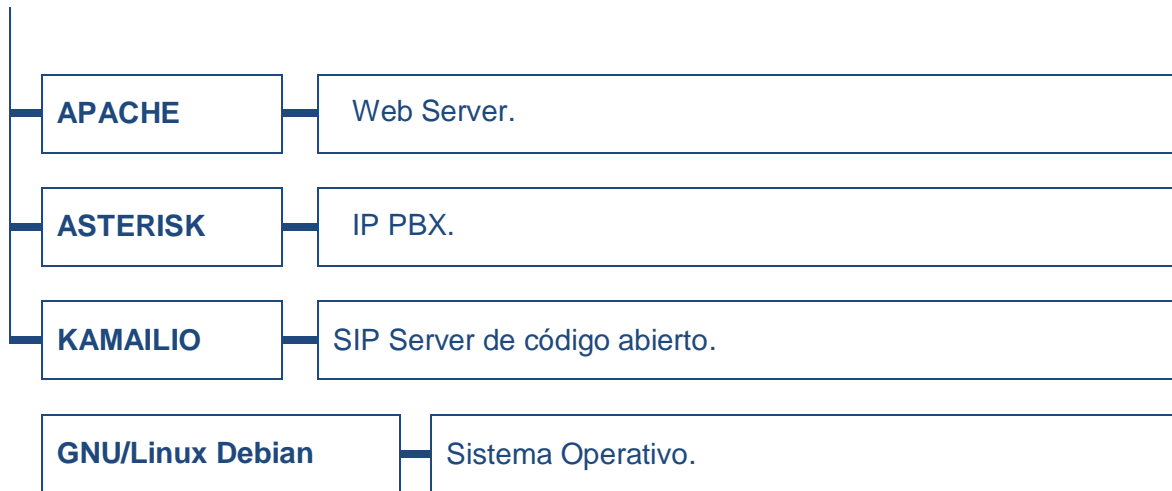 APACHE
Web Server.
ASTERISK
IP PBX.
KAMAILIO
SIP Server de código abierto.
GNU/Linux Debian
Sistema Operativo.